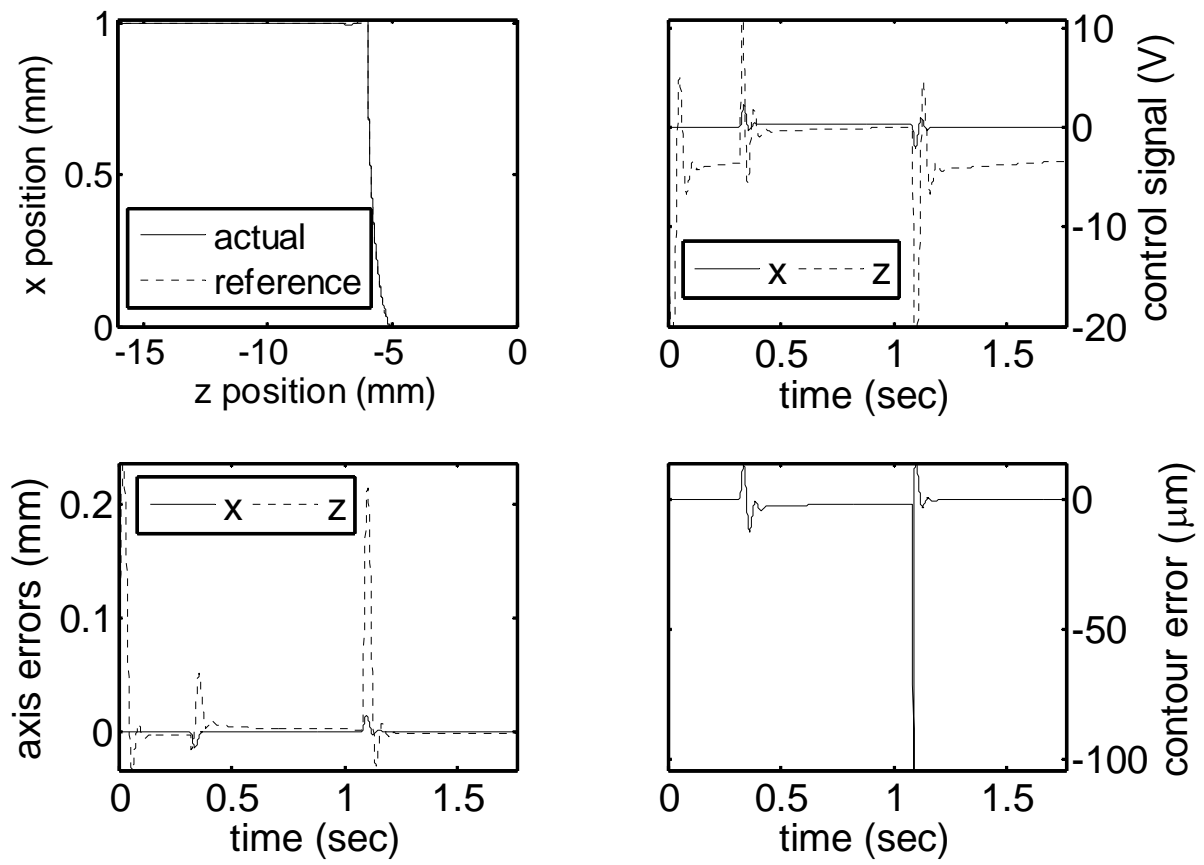 x position (mm)
1
0.5
0
actual
reference
-15
-10
-5
0
z position (mm)
control signal (V)
10
0
-10
-20
x
z
0
0.5
1
1.5
time (sec)
axis errors (mm)
0.2
0.1
0
x
z
0
0.5
1
1.5
time (sec)
contour error (μm)
0
-50
-100
0
0.5
1
1.5
time (sec)